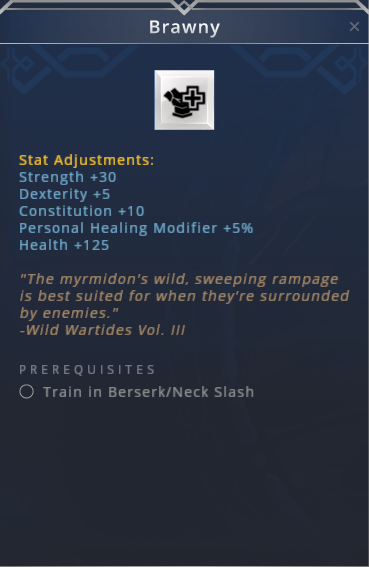 Brawny
Stat Adjustments:
Strength +30
Dexterity +5
Constitution +10
Personal Healing Modifier +5%
Health +125
"The myrmidon's wild, sweeping rampage
is best suited for when they're surrounded
by enemies."
-Wild Wartides Vol. III
PREREQUISITES
Train in Berserk/Neck Slash